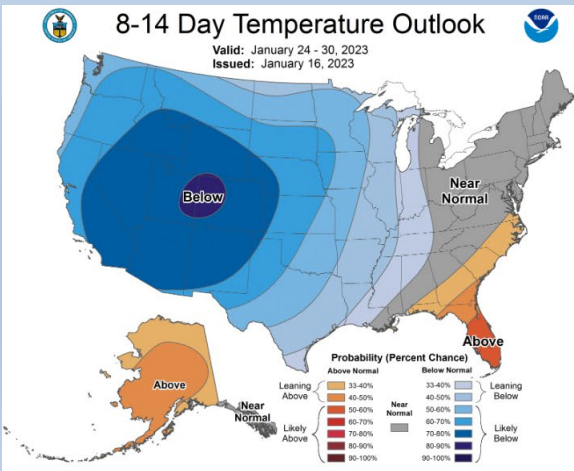 8-14 Day Temperature Outlook
Valid: January 24 - 30, 2023
Issued: January 16, 2023
NOAA
Below
Near
Normal
Above
Above
Near
Normal
Probability (Percent Chance)
Above Normal
Below Normal
Leaning
Above
33-40%
40-50%
Likely
Above
50-60%
60-70%
70-80%
80-90%
90-100%
Near
Normal
33-40%
40-50%
Leaning
Below
50-60%
60-70%
70-80%
80-90%
90-100%
Likely
Below